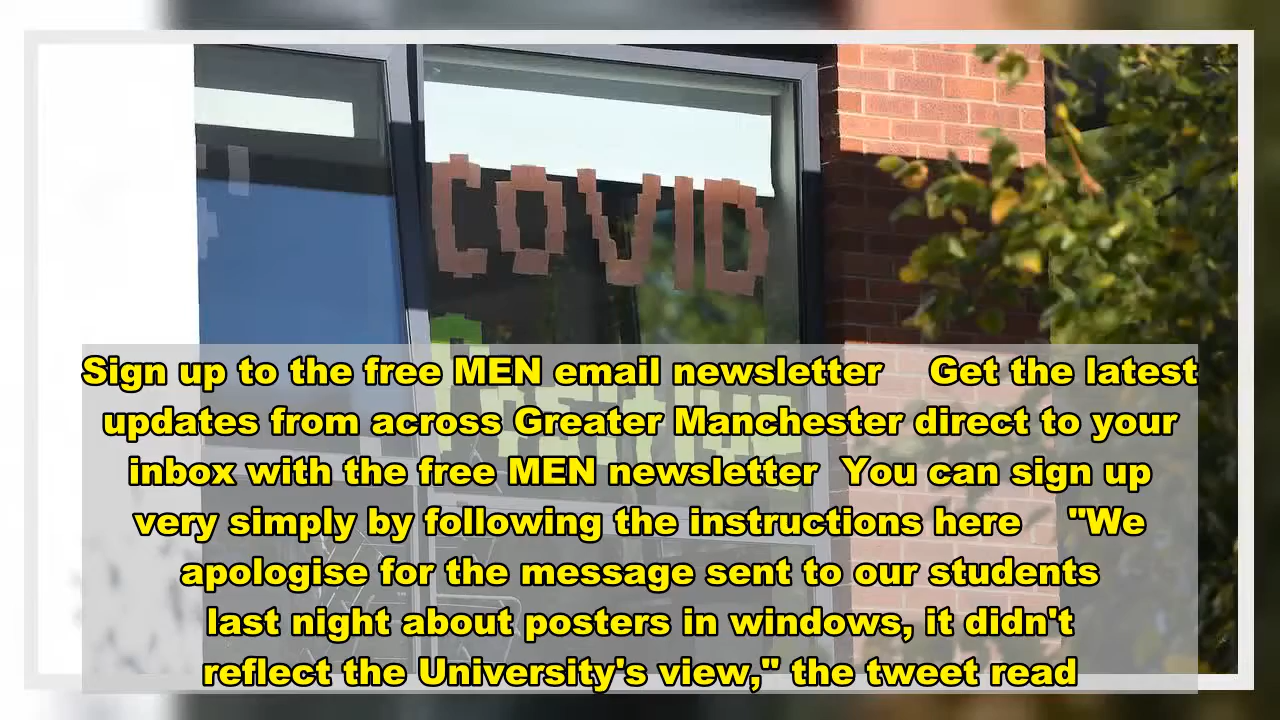 COVID
Positive
Sign up to the free MEN email newsletter Get the latest
updates from across Greater Manchester direct to your
inbox with the free MEN newsletter You can sign up
very simply by following the instructions here "We
apologise for the message sent to our students
last night about posters in windows, it didn't
reflect the University's view," the tweet read